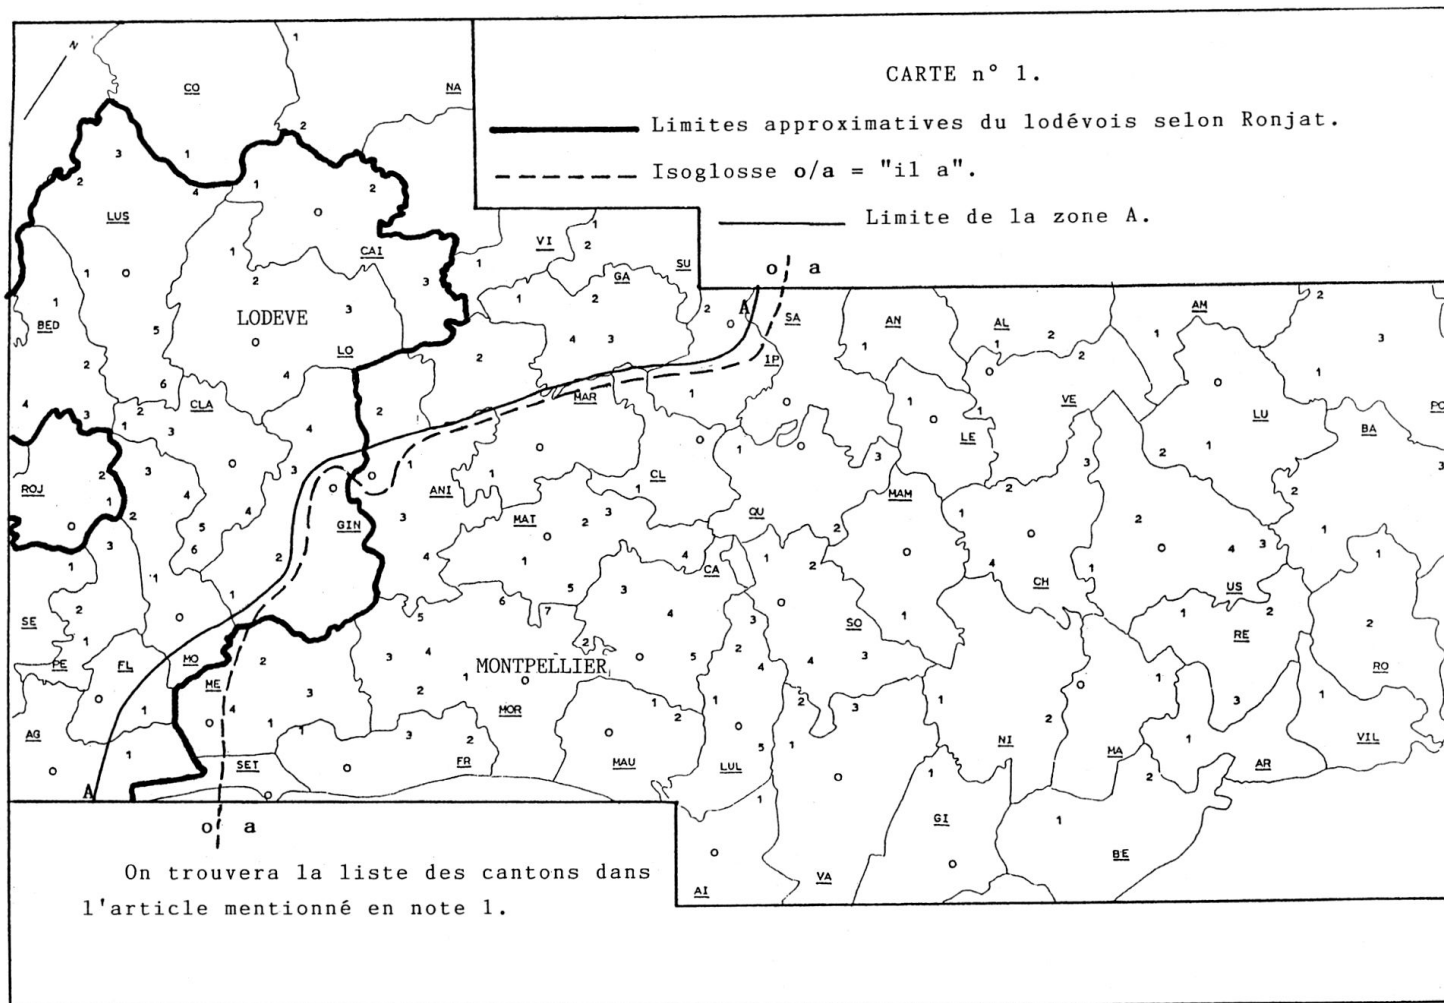 CARTE n° 1.
Limites approximatives du lodévois selon Ronjat.
Isoglosse o/a = "il a".
Limite de la zone A.
N
CO
NA
LUS
CAI
VI
GA
SU
o a
A
BED
LODEVE
LO
SA
AN
AL
AM
IP
CLA
MAR
VE
LE
LU
BA
PO
ROJ
ANI
CL
MAT
QU
MAM
GIN
CA
CH
US
SE
PE
FL
MO
ME
MONTPELLIER
SO
RE
RO
MOR
AG
SET
FR
MAU
LUL
NI
MA
AR
VIL
A
o a
GI
BE
AI
VA
On trouvera la liste des cantons dans
l'article mentionné en note 1.